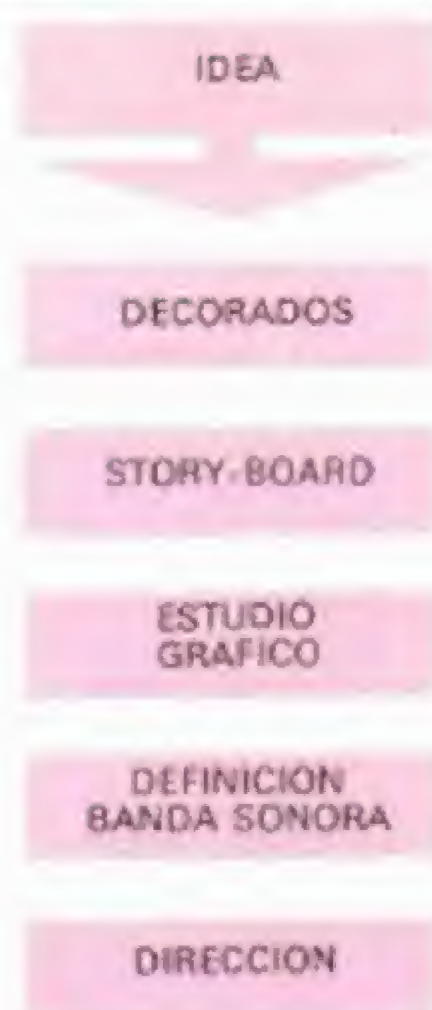 IDEA
DECORADOS
STORY-BOARD
ESTUDIO
GRAFICO
DEFINICION
BANDA SONORA
DIRECCION